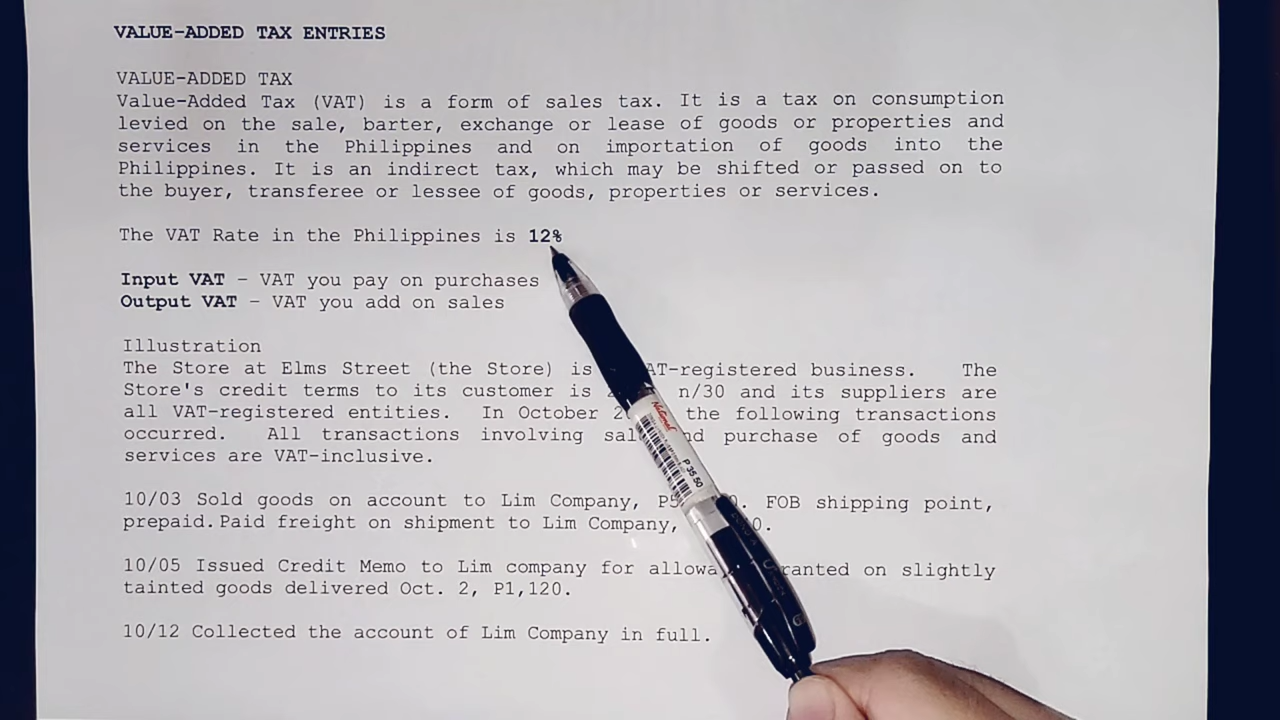 VALUE-ADDED TAX ENTRIES
VALUE-ADDED TAX
Value-Added Tax (VAT) is a form of sales tax. It is a tax on consumption
levied on the sale, barter, exchange or lease of goods or properties and
services in the Philippines and on importation of goods into the
Philippines. It is an indirect tax, which may be shifted or passed on to
the buyer, transferee or lessee of goods, properties or services.
The VAT Rate in the Philippines is 12%
Input VAT - VAT you pay on purchases
Output VAT - VAT you add on sales
Illustration
The Store at Elms Street (the Store) is AT-registered business. The
Store's credit terms to its customer is n/30 and its suppliers are
all VAT-registered entities. In October the following transactions
occurred. All transactions involving purchase of goods and
services are VAT-inclusive.
10/03 Sold goods on account to Lim Company, FOB shipping point,
prepaid. Paid freight on shipment to Lim Company,
10/05 Issued Credit Memo to Lim company for on slightly
tainted goods delivered Oct. 2, P1,120.
10/12 Collected the account of Lim Company in full.
National
P 35.50